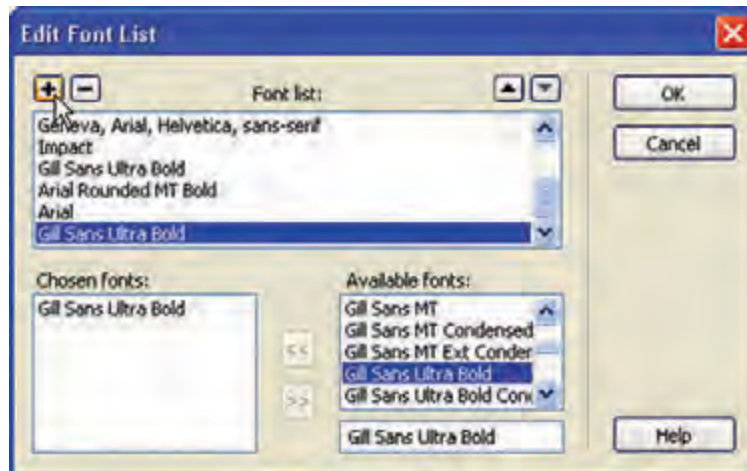 Edit Font List
Font list:
OK
Geneva, Arial, Helvetica, sans-serif
Impact
Cancel
Gill Sans Ultra Bold
Arial Rounded MT Bold
Arial
Gill Sans Ultra Bold
Chosen fonts:
Available fonts:
Gill Sans Ultra Bold
Gill Sans MT
Gill Sans MT Condensed
Gill Sans MT Ext Conder
Gill Sans Ultra Bold
Gill Sans Ultra Bold Con
<<
>>
Gill Sans Ultra Bold
Help